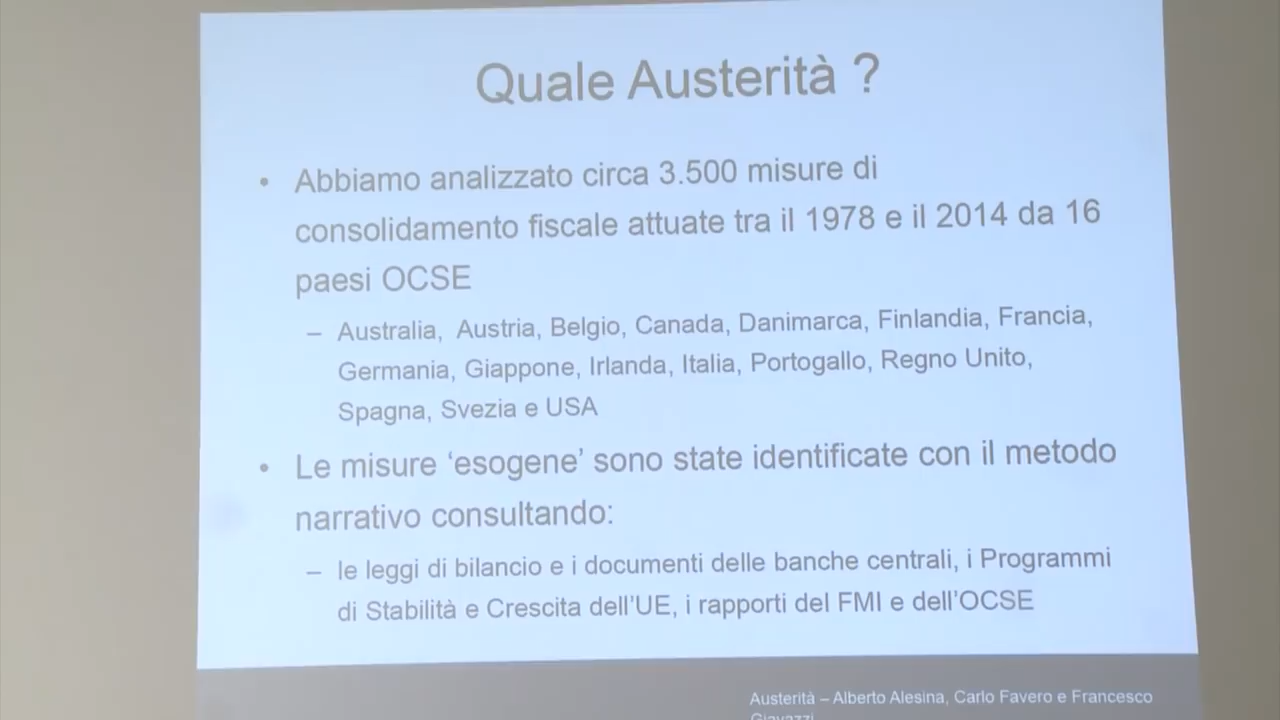 Quale Austerità ?
• Abbiamo analizzato circa 3.500 misure di
consolidamento fiscale attuate tra il 1978 e il 2014 da 16
paesi OCSE
– Australia, Austria, Belgio, Canada, Danimarca, Finlandia, Francia,
Germania, Giappone, Irlanda, Italia, Portogallo, Regno Unito,
Spagna, Svezia e USA
• Le misure ‘esogene’ sono state identificate con il metodo
narrativo consultando:
– le leggi di bilancio e i documenti delle banche centrali, i Programmi
di Stabilità e Crescita dell’UE, i rapporti del FMI e dell’OCSE
Austerità – Alberto Alesina, Carlo Favero e Francesco
Giavazzi